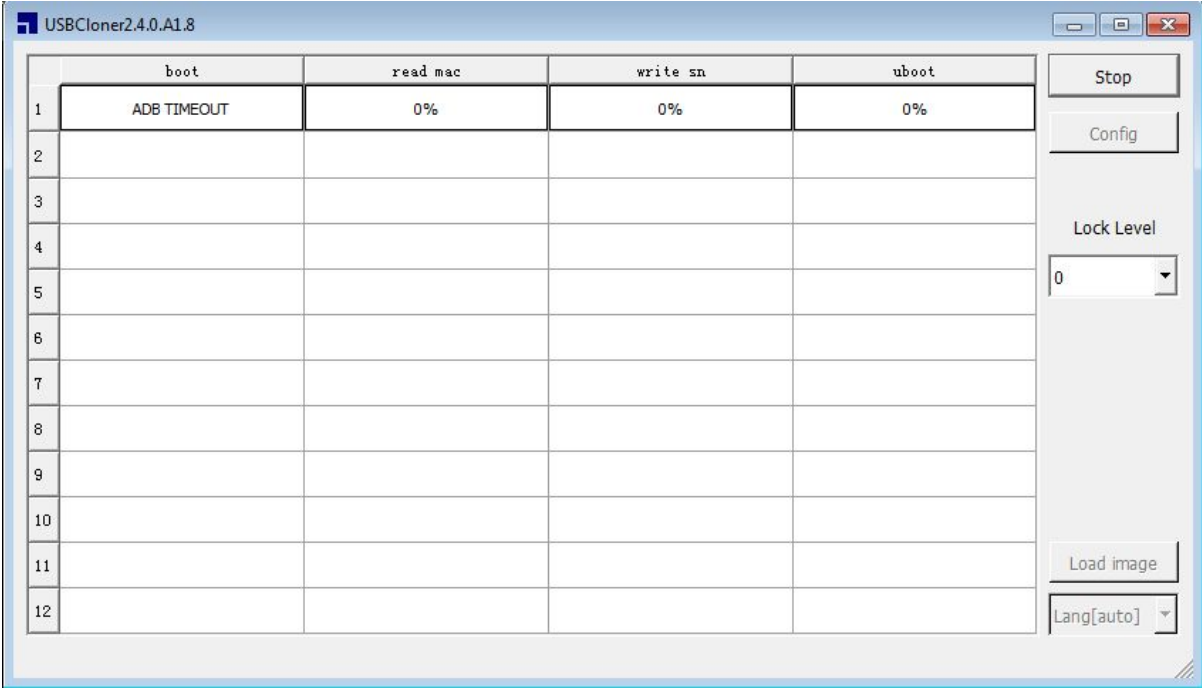 USBCloner2.4.0.A1.8
boot read mac write sn uboot
Stop
1 ADB TIMEOUT 0% 0% 0%
Config
2
3
Lock Level
4
0
5
6
7
8
9
10
11
Load image
12
Lang[auto]